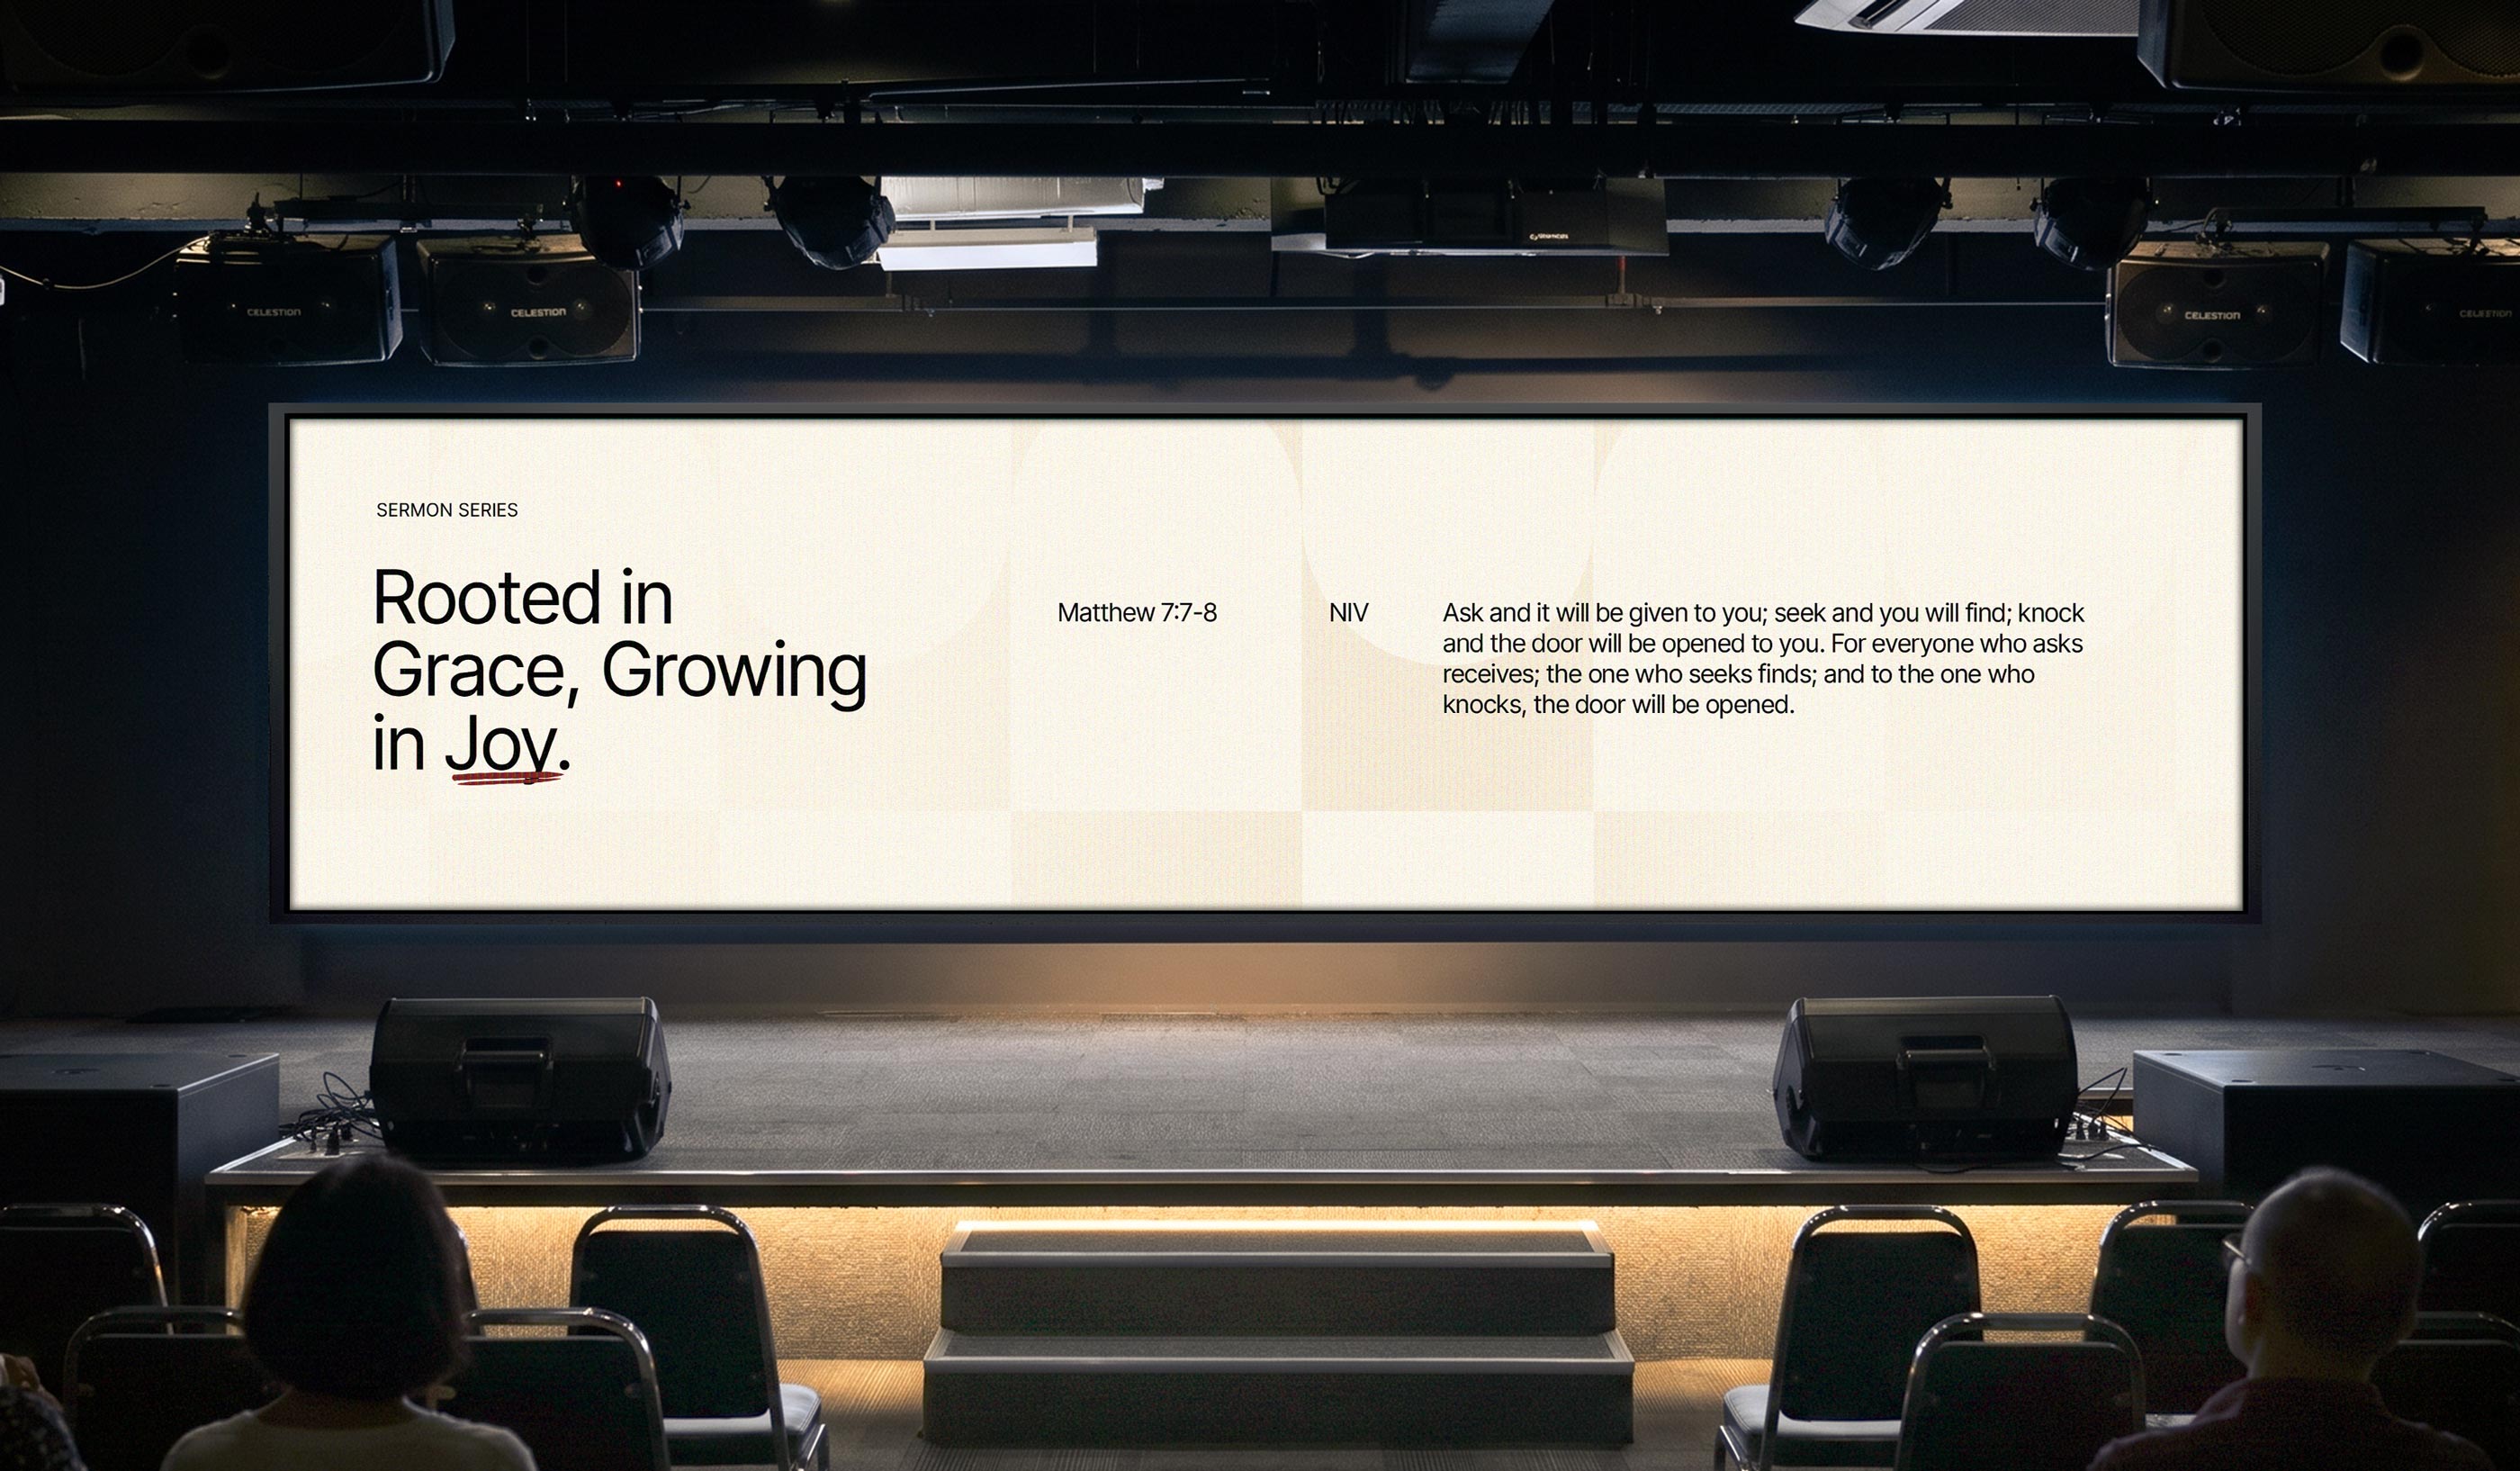 CELESTION
CELESTION
CELESTION
CELESTION
SERMON SERIES
Rooted in
Grace, Growing
in Joy.
Matthew 7:7-8
NIV
Ask and it will be given to you; seek and you will find; knock
and the door will be opened to you. For everyone who asks
receives; the one who seeks finds; and to the one who
knocks, the door will be opened.